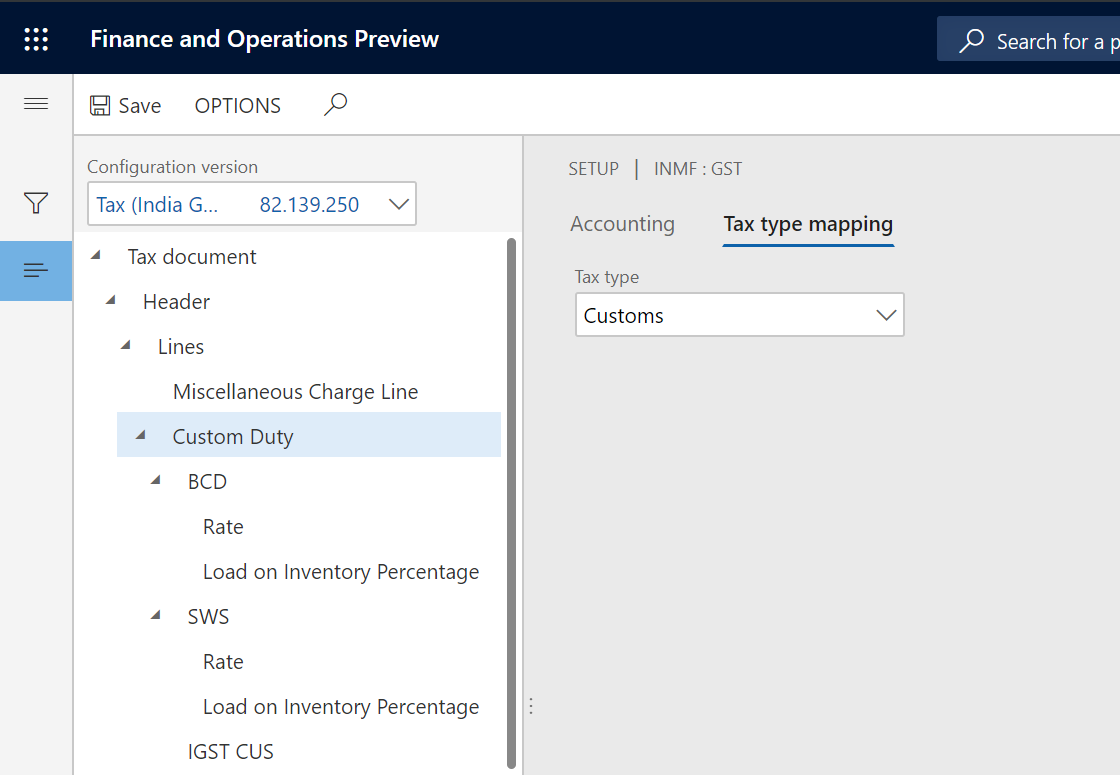 Finance and Operations Preview
Search for a p
Save OPTIONS
Configuration version
Tax (India G... 82.139.250
Tax document
Header
Lines
Miscellaneous Charge Line
Custom Duty
BCD
Rate
Load on Inventory Percentage
SWS
Rate
Load on Inventory Percentage
IGST CUS
SETUP | INMF : GST
Accounting Tax type mapping
Tax type
Customs